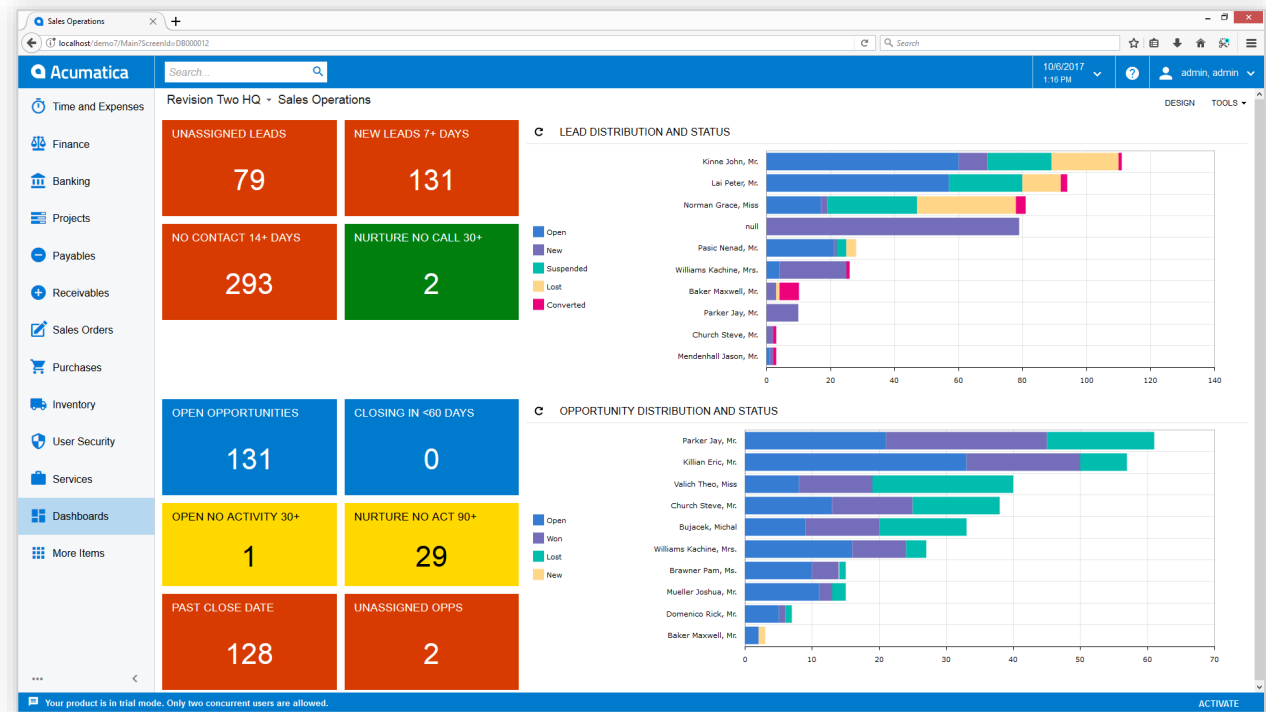 Sales Operations
localhost/demo7/Main?ScreenId=DB000012
Search
Acumatica
Search...
10/6/2017
1:16 PM
admin, admin
Time and Expenses
Finance
Banking
Projects
Payables
Receivables
Sales Orders
Purchases
Inventory
User Security
Services
Dashboards
More Items
Revision Two HQ Sales Operations
DESIGN TOOLS
UNASSIGNED LEADS
79
NEW LEADS 7+ DAYS
131
NO CONTACT 14+ DAYS
293
NURTURE NO CALL 30+
2
LEAD DISTRIBUTION AND STATUS
Open
New
Suspended
Lost
Converted
Kinne John, Mr.
Lai Peter, Mr.
Norman Grace, Miss
null
Pasic Nenad, Mr.
Williams Kachine, Mrs.
Baker Maxwell, Mr.
Parker Jay, Mr.
Church Steve, Mr.
Mendenhall Jason, Mr.
0 20 40 60 80 100 120 140
OPEN OPPORTUNITIES
131
CLOSING IN <60 DAYS
0
OPEN NO ACTIVITY 30+
1
NURTURE NO ACT 90+
29
PAST CLOSE DATE
128
UNASSIGNED OPPS
2
OPPORTUNITY DISTRIBUTION AND STATUS
Open
Won
Lost
New
Parker Jay, Mr.
Killian Eric, Mr.
Valich Theo, Miss
Church Steve, Mr.
Bujacek, Michal
Williams Kachine, Mrs.
Brawner Pam, Ms.
Mueller Joshua, Mr.
Domenico Rick, Mr.
Baker Maxwell, Mr.
0 10 20 30 40 50 60 70
Your product is in trial mode. Only two concurrent users are allowed.
ACTIVATE